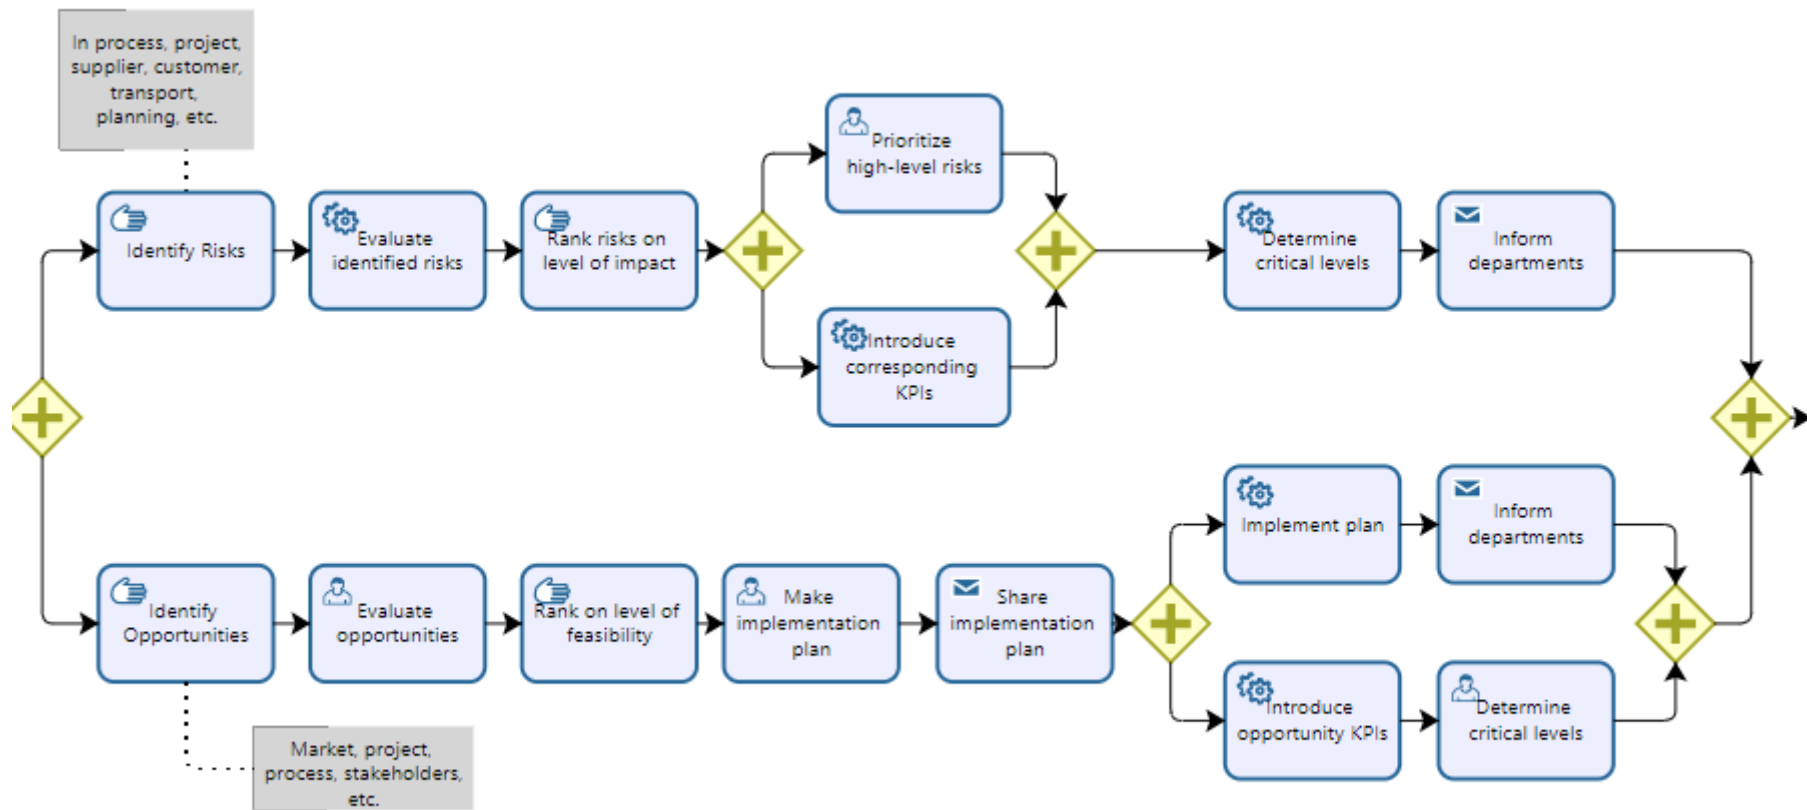 In process, project,
supplier, customer,
transport,
planning, etc.
Identify Risks
Evaluate
identified risks
Rank risks on
level of impact
Prioritize
high-level risks
Introduce
corresponding
KPIs
Determine
critical levels
Inform
departments
Identify
Opportunities
Evaluate
opportunities
Rank on level of
feasibility
Make
implementation
plan
Share
implementation
plan
Implement plan
Inform
departments
Introduce
opportunity KPIs
Determine
critical levels
Market, project,
process, stakeholders,
etc.